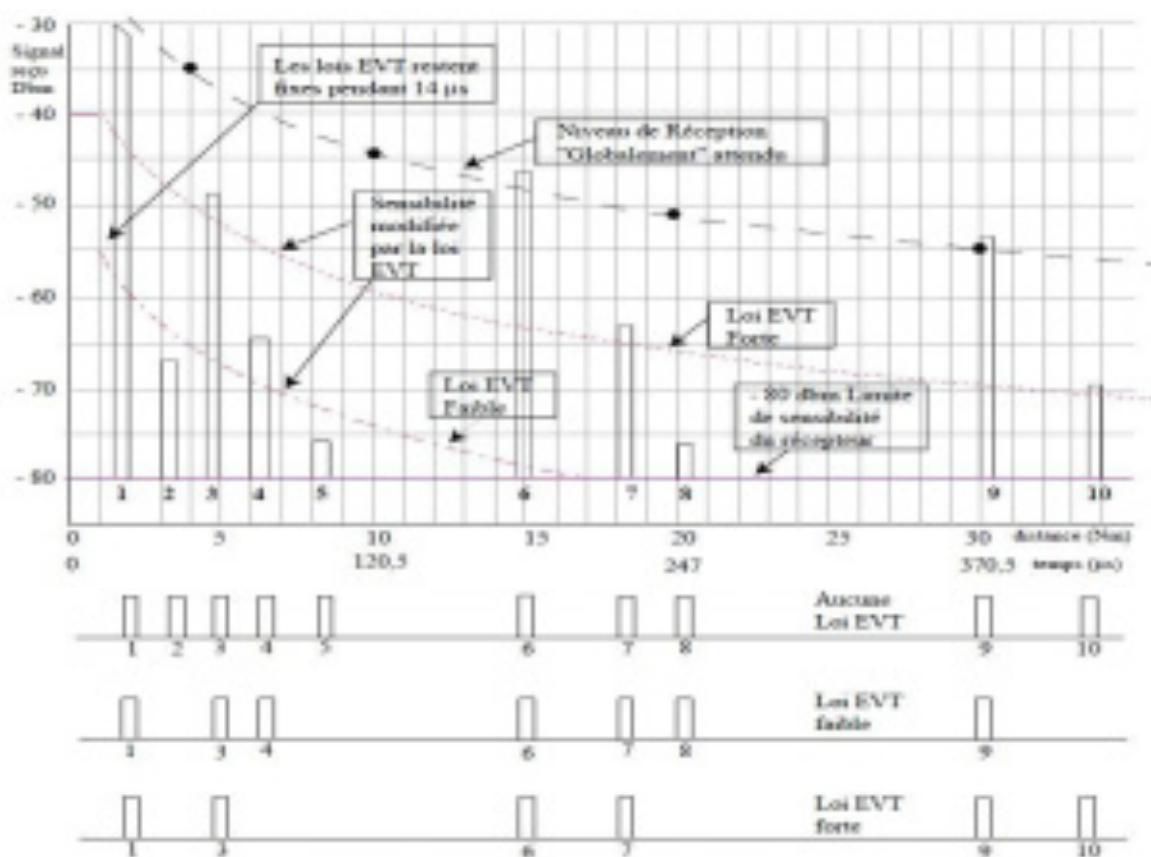 - 30
Signal
reçu
Dbm
- 40
- 50
- 60
- 70
- 80
Les lois EVT restent
fixes pendant 14 µs
Niveau de Réception
"Globalement" attendu
Sensibilité
modifiée
par la loi
EVT
Loi EVT
Forte
Loi EVT
Faible
- 80 dbm Limite
de sensibilité
du récepteur
1 2 3 4 5 6 7 8 9 10
0 5 10 15 20 25 30 distance (Nm)
0 120,5 247 370,5 temps (µs)
Aucune
Loi EVT
1 2 3 4 5 6 7 8 9 10
Loi EVT
faible
1 3 4 6 7 8 9
Loi EVT
forte
1 3 6 7 9 10